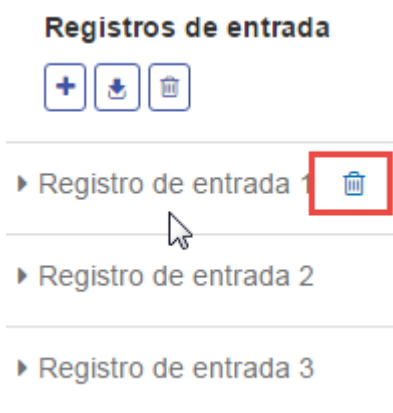 Registros de entrada
Registro de entrada 1
Registro de entrada 2
Registro de entrada 3